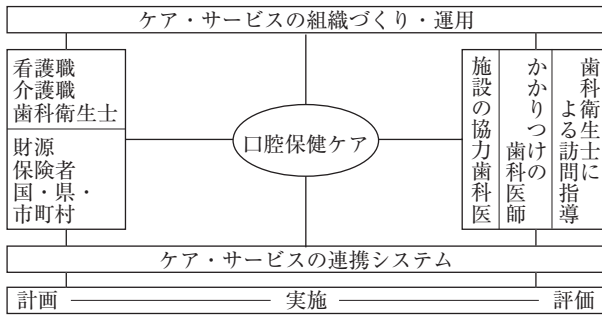 ケア・サービスの組織づくり・運用
看護職
介護職
歯科衛生士
財源
保険者
国・県・
市町村
口腔保健ケア
歯科衛生士に
よる訪問指導
かかりつけの
歯科医師
施設の協力歯科医
ケア・サービスの連携システム
計画 実施 評価